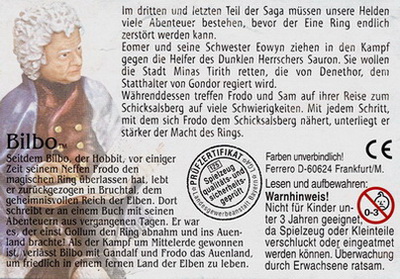 Im dritten und letzten Teil der Saga müssen unsere Helden
viele Abenteuer bestehen, bevor der Eine Ring endlich
zerstört werden kann.
Eomer und seine Schwester Eowyn ziehen in den Kampf
gegen die Helfer des Dunklen Herrschers Sauron. Sie wollen
die Stadt Minas Tirith retten, die von Denethor, dem
Statthalter von Gondor regiert wird.
Währenddessen treffen Frodo und Sam auf ihrer Reise zum
Schicksalsberg auf viele Schwierigkeiten. Mit jedem Schritt,
mit dem sich Frodo dem Schicksalsberg nähert, unterliegt er
stärker der Macht des Rings.
Bilbo™
Seitdem Bilbo, der Hobbit, vor einiger
Zeit seinem Neffen Frodo den
magischen Ring überlassen hat, lebt
er zurückgezogen in Bruchtal, dem
geheimnisvollen Reich der Elben. Dort
schreibt er an einem Buch mit seinen
Abenteuern aus vergangenen Tagen. Er
war es, der einst Gollum den Ring abnahm und ins Auen-
land brachte. Als der Kampf um Mittelerde gewonnen
ist, verlässt Bilbo mit Gandalf und Frodo das Auenland,
um friedlich in einem fernen Land der Elben zu leben.
PRÜFZERTIFIKAT
Spielzeug
qualitäts- und
sicherheits-
geprüft
Farben unverbindlich!
Ferrero D-60624 Frankfurt/M.
CE
Lesen und aufbewahren:
Warnhinweis!
Nicht für Kinder un-
ter 3 Jahren geeignet,
da Spielzeug oder Kleinteile
verschluckt oder eingeatmet
werden können. Überwachung
durch Erwachsene ratsam.
0-3